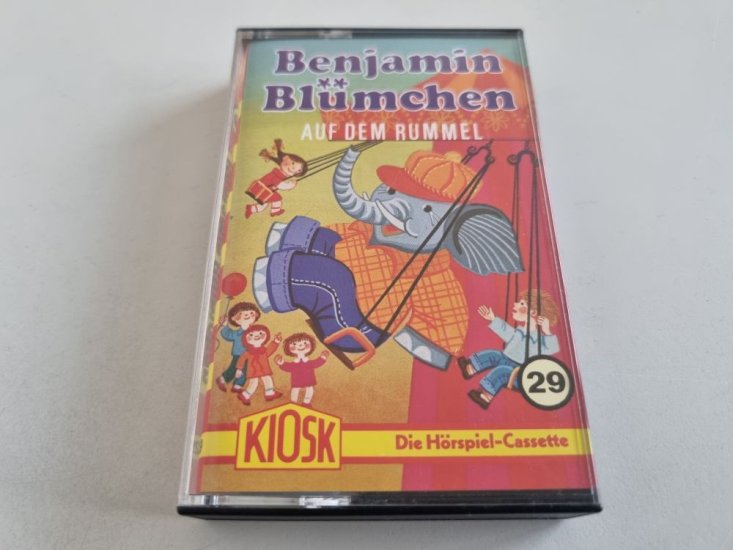 Benjamin
Blümchen
AUF DEM RUMMEL
29
KIOSK
Die Hörspiel-Cassette